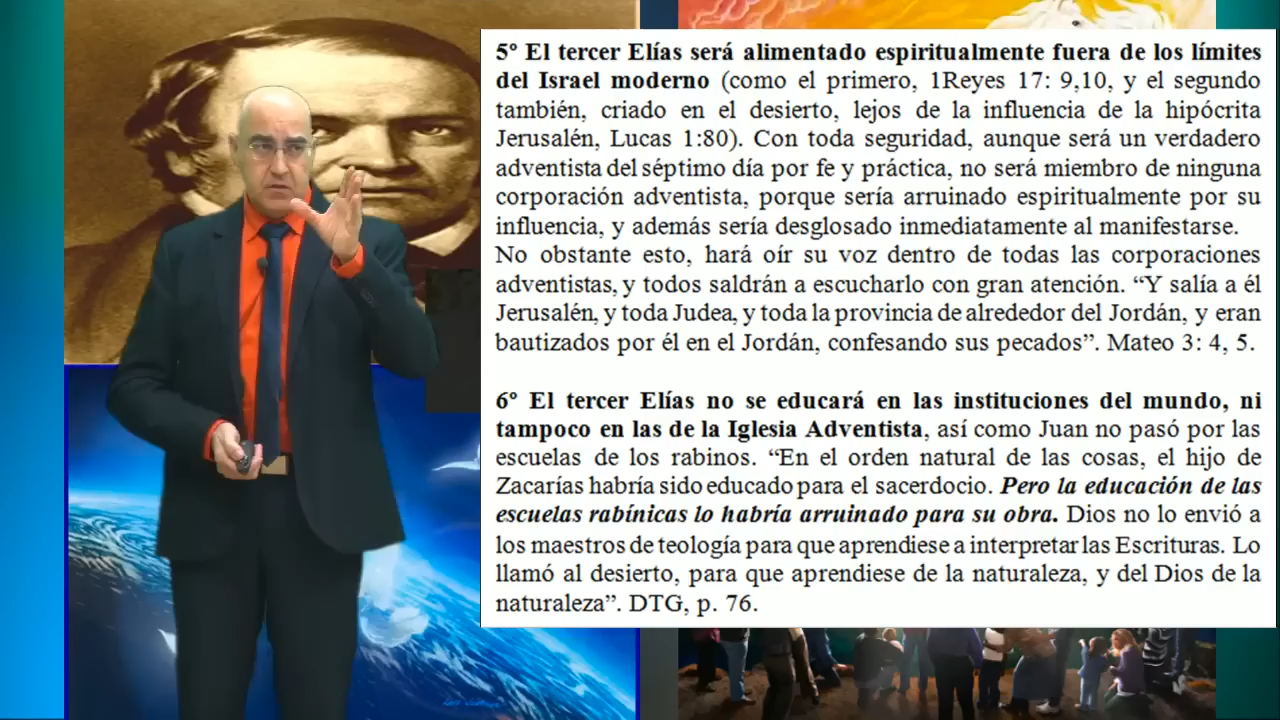 5º El tercer Elías será alimentado espiritualmente fuera de los límites
del Israel moderno (como el primero, 1Reyes 17: 9,10, y el segundo
también, criado en el desierto, lejos de la influencia de la hipócrita
Jerusalén, Lucas 1:80). Con toda seguridad, aunque será un verdadero
adventista del séptimo día por fe y práctica, no será miembro de ninguna
corporación adventista, porque sería arruinado espiritualmente por su
influencia, y además sería desglosado inmediatamente al manifestarse.
No obstante esto, hará oír su voz dentro de todas las corporaciones
adventistas, y todos saldrán a escucharlo con gran atención. “Y salía a él
Jerusalén, y toda Judea, y toda la provincia de alrededor del Jordán, y eran
bautizados por él en el Jordán, confesando sus pecados”. Mateo 3: 4, 5.
6º El tercer Elías no se educará en las instituciones del mundo, ni
tampoco en las de la Iglesia Adventista, así como Juan no pasó por las
escuelas de los rabinos. “En el orden natural de las cosas, el hijo de
Zacarías habría sido educado para el sacerdocio. Pero la educación de las
escuelas rabínicas lo habría arruinado para su obra. Dios no lo envió a
los maestros de teología para que aprendiese a interpretar las Escrituras. Lo
llamó al desierto, para que aprendiese de la naturaleza, y del Dios de la
naturaleza”. DTG, p. 76.